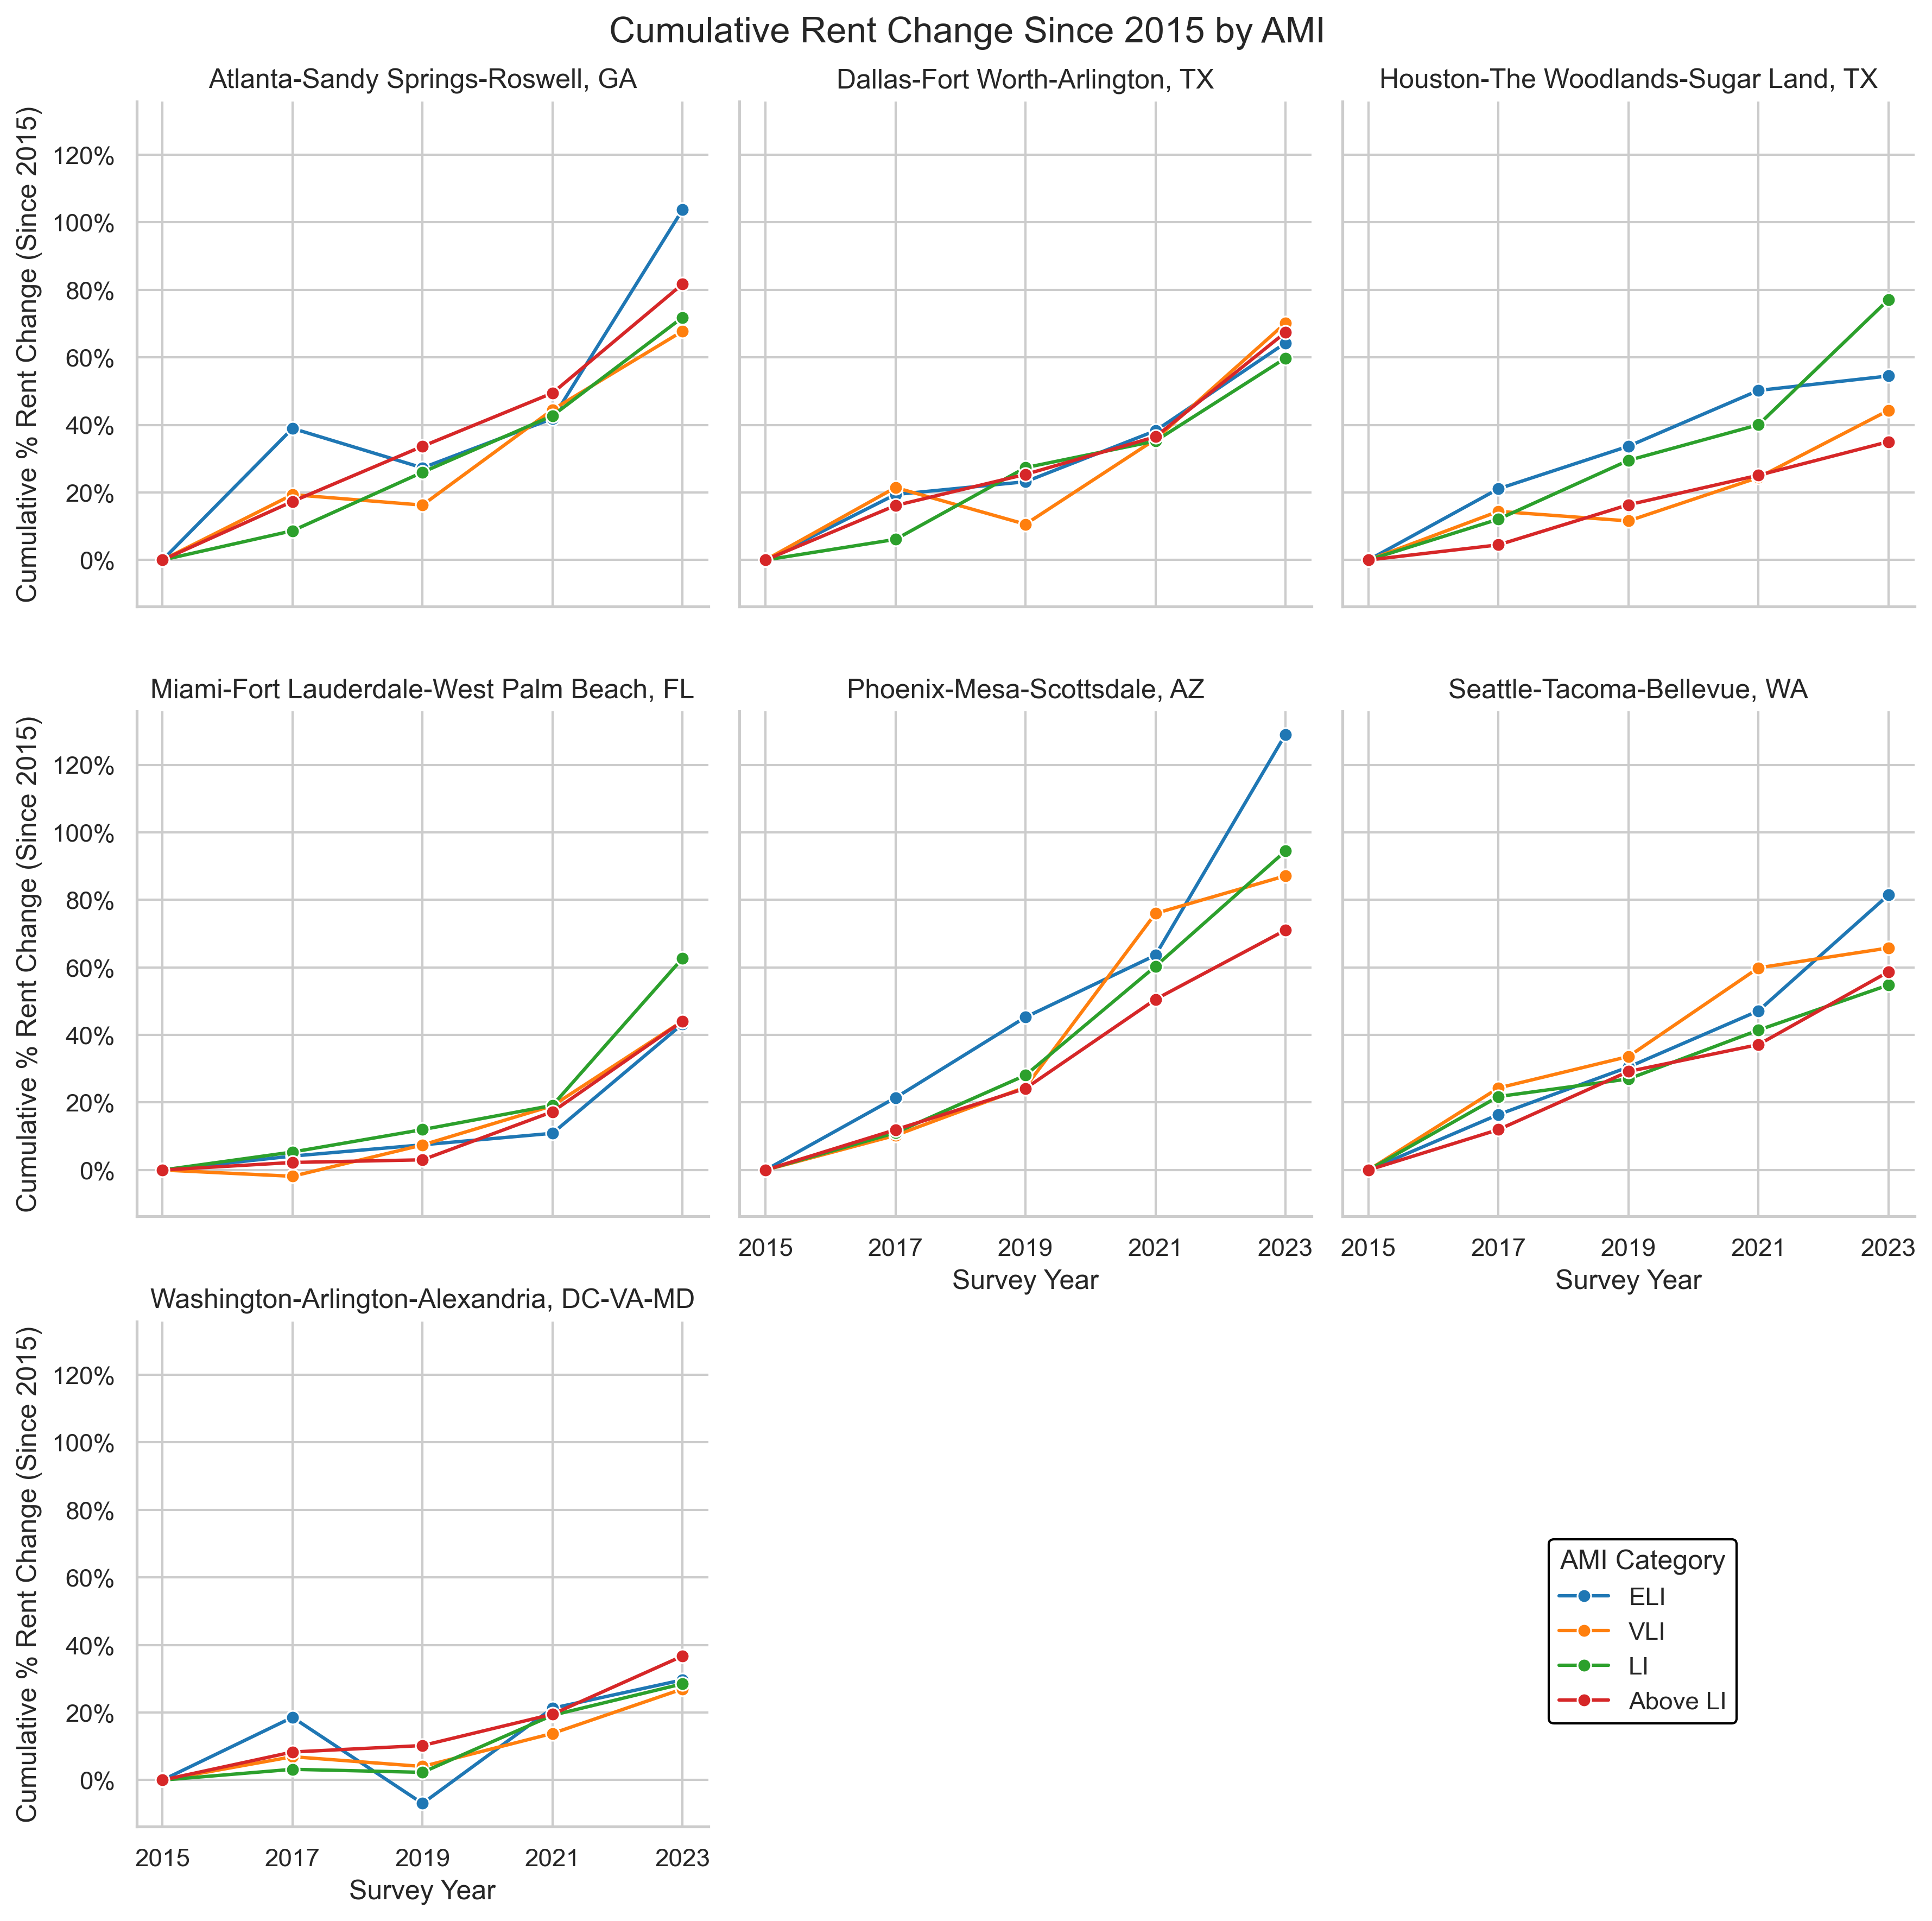 Cumulative Rent Change Since 2015 by AMI
Atlanta-Sandy Springs-Roswell, GA
Dallas-Fort Worth-Arlington, TX
Houston-The Woodlands-Sugar Land, TX
Cumulative % Rent Change (Since 2015)
120%
100%
80%
60%
40%
20%
0%
Miami-Fort Lauderdale-West Palm Beach, FL
Phoenix-Mesa-Scottsdale, AZ
Seattle-Tacoma-Bellevue, WA
Cumulative % Rent Change (Since 2015)
120%
100%
80%
60%
40%
20%
0%
2015 2017 2019 2021 2023
Survey Year
2015 2017 2019 2021 2023
Survey Year
Washington-Arlington-Alexandria, DC-VA-MD
Cumulative % Rent Change (Since 2015)
120%
100%
80%
60%
40%
20%
0%
2015 2017 2019 2021 2023
Survey Year
AMI Category
ELI
VLI
LI
Above LI